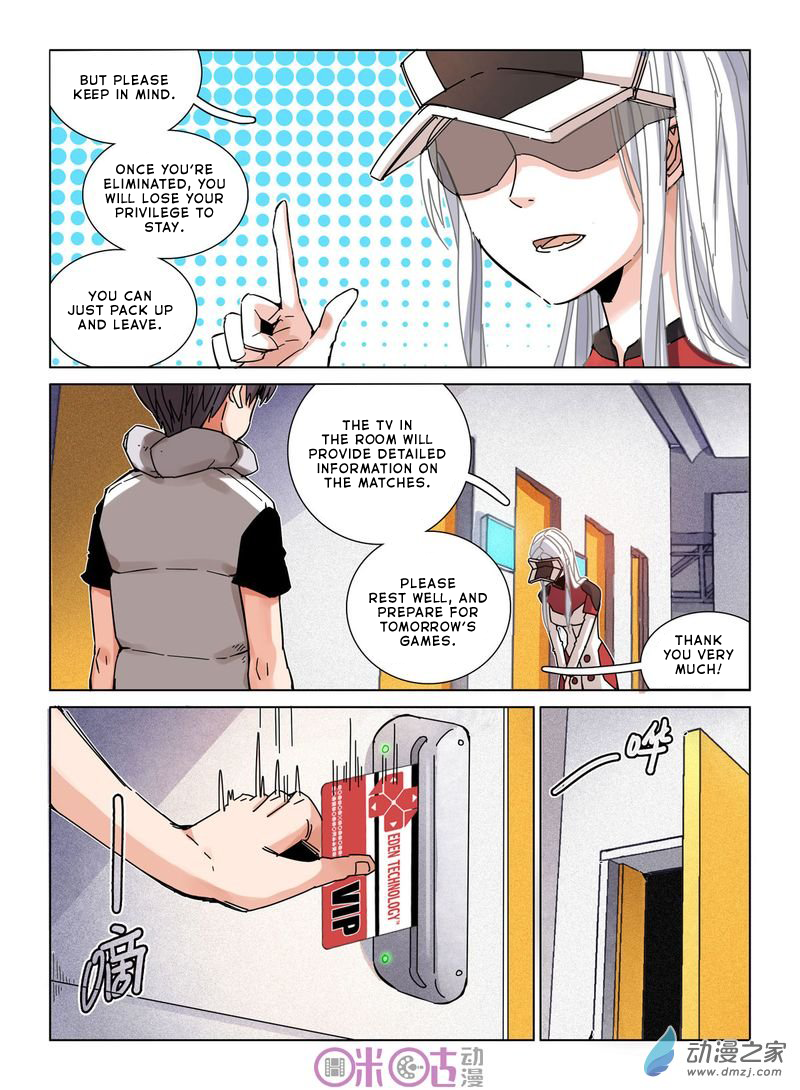 BUT PLEASE
KEEP IN MIND.
ONCE YOU'RE
ELIMINATED, YOU
WILL LOSE YOUR
PRIVILEGE TO
STAY.
YOU CAN
JUST PACK UP
AND LEAVE.
THE TV IN
THE ROOM WILL
PROVIDE DETAILED
INFORMATION ON
THE MATCHES.
PLEASE
REST WELL, AND
PREPARE FOR
TOMORROW'S
GAMES.
THANK
YOU VERY
MUCH!
EDEN TECHNOLOGY™
VIP
嘀
哗
咪咕动漫
动漫之家
www.dmzj.com